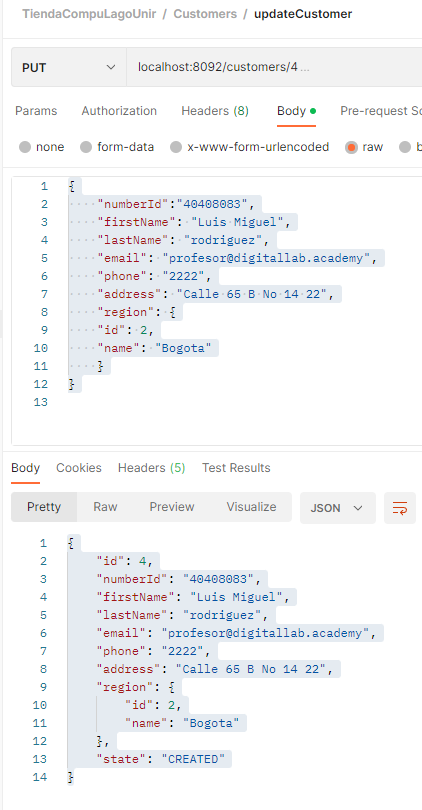 TiendaCompuLagoUnir / Customers / updateCustomer
PUT localhost:8092/customers/4 ...
Params Authorization Headers (8) Body Pre-request Sc
none form-data x-www-form-urlencoded raw b
1 {
2 ····"numberId":"40408083",
3 ····"firstName":·"Luis·Miguel",
4 ····"lastName":·"rodriguez",
5 ····"email":·"profesor@digitallab.academy",
6 ····"phone":·"2222",
7 ····"address":·"Calle·65·B·No·14·22",
8 ····"region":·{
9 ····"id":·2,
10 ····"name":·"Bogota"
11 ····}
12 }
13
Body Cookies Headers (5) Test Results
Pretty Raw Preview Visualize JSON
1 {
2 "id": 4,
3 "numberId": "40408083",
4 "firstName": "Luis Miguel",
5 "lastName": "rodriguez",
6 "email": "profesor@digitallab.academy",
7 "phone": "2222",
8 "address": "Calle 65 B No 14 22",
9 "region": {
10 "id": 2,
11 "name": "Bogota"
12 },
13 "state": "CREATED"
14 }